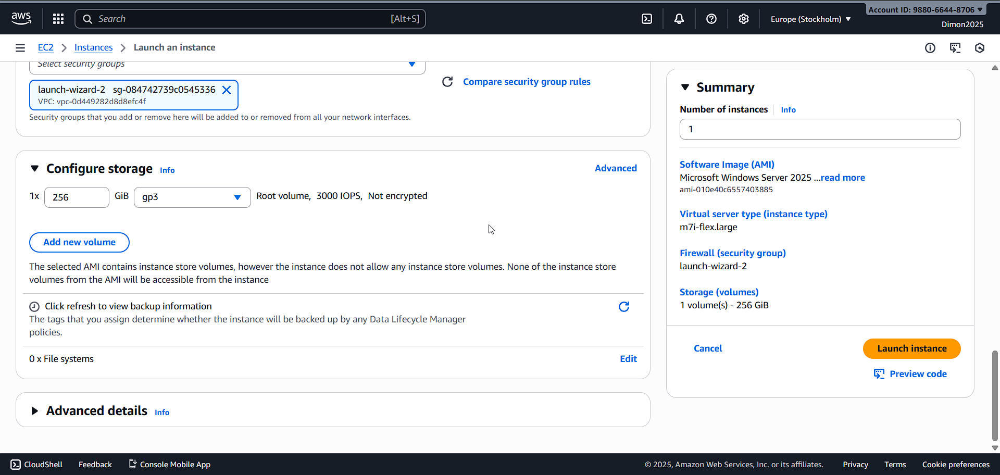 aws
Search
[Alt+S]
Europe (Stockholm)
Account ID: 9880-6644-8706
Dimon2025
EC2
Instances
Launch an instance
Select security groups
launch-wizard-2 sg-084742739c0545336
VPC: vpc-0d449282d8d8efc4f
Compare security group rules
Security groups that you add or remove here will be added to or removed from all your network interfaces.
Configure storage Info
Advanced
1x 256 GiB gp3 Root volume, 3000 IOPS, Not encrypted
Add new volume
The selected AMI contains instance store volumes, however the instance does not allow any instance store volumes. None of the instance store
volumes from the AMI will be accessible from the instance
Click refresh to view backup information
The tags that you assign determine whether the instance will be backed up by any Data Lifecycle Manager
policies.
0 x File systems
Edit
Advanced details Info
Summary
Number of instances Info
1
Software Image (AMI)
Microsoft Windows Server 2025 ...read more
ami-010e40c6557403885
Virtual server type (instance type)
m7i-flex.large
Firewall (security group)
launch-wizard-2
Storage (volumes)
1 volume(s) - 256 GiB
Cancel
Launch instance
Preview code
CloudShell
Feedback
Console Mobile App
© 2025, Amazon Web Services, Inc. or its affiliates.
Privacy
Terms
Cookie preferences